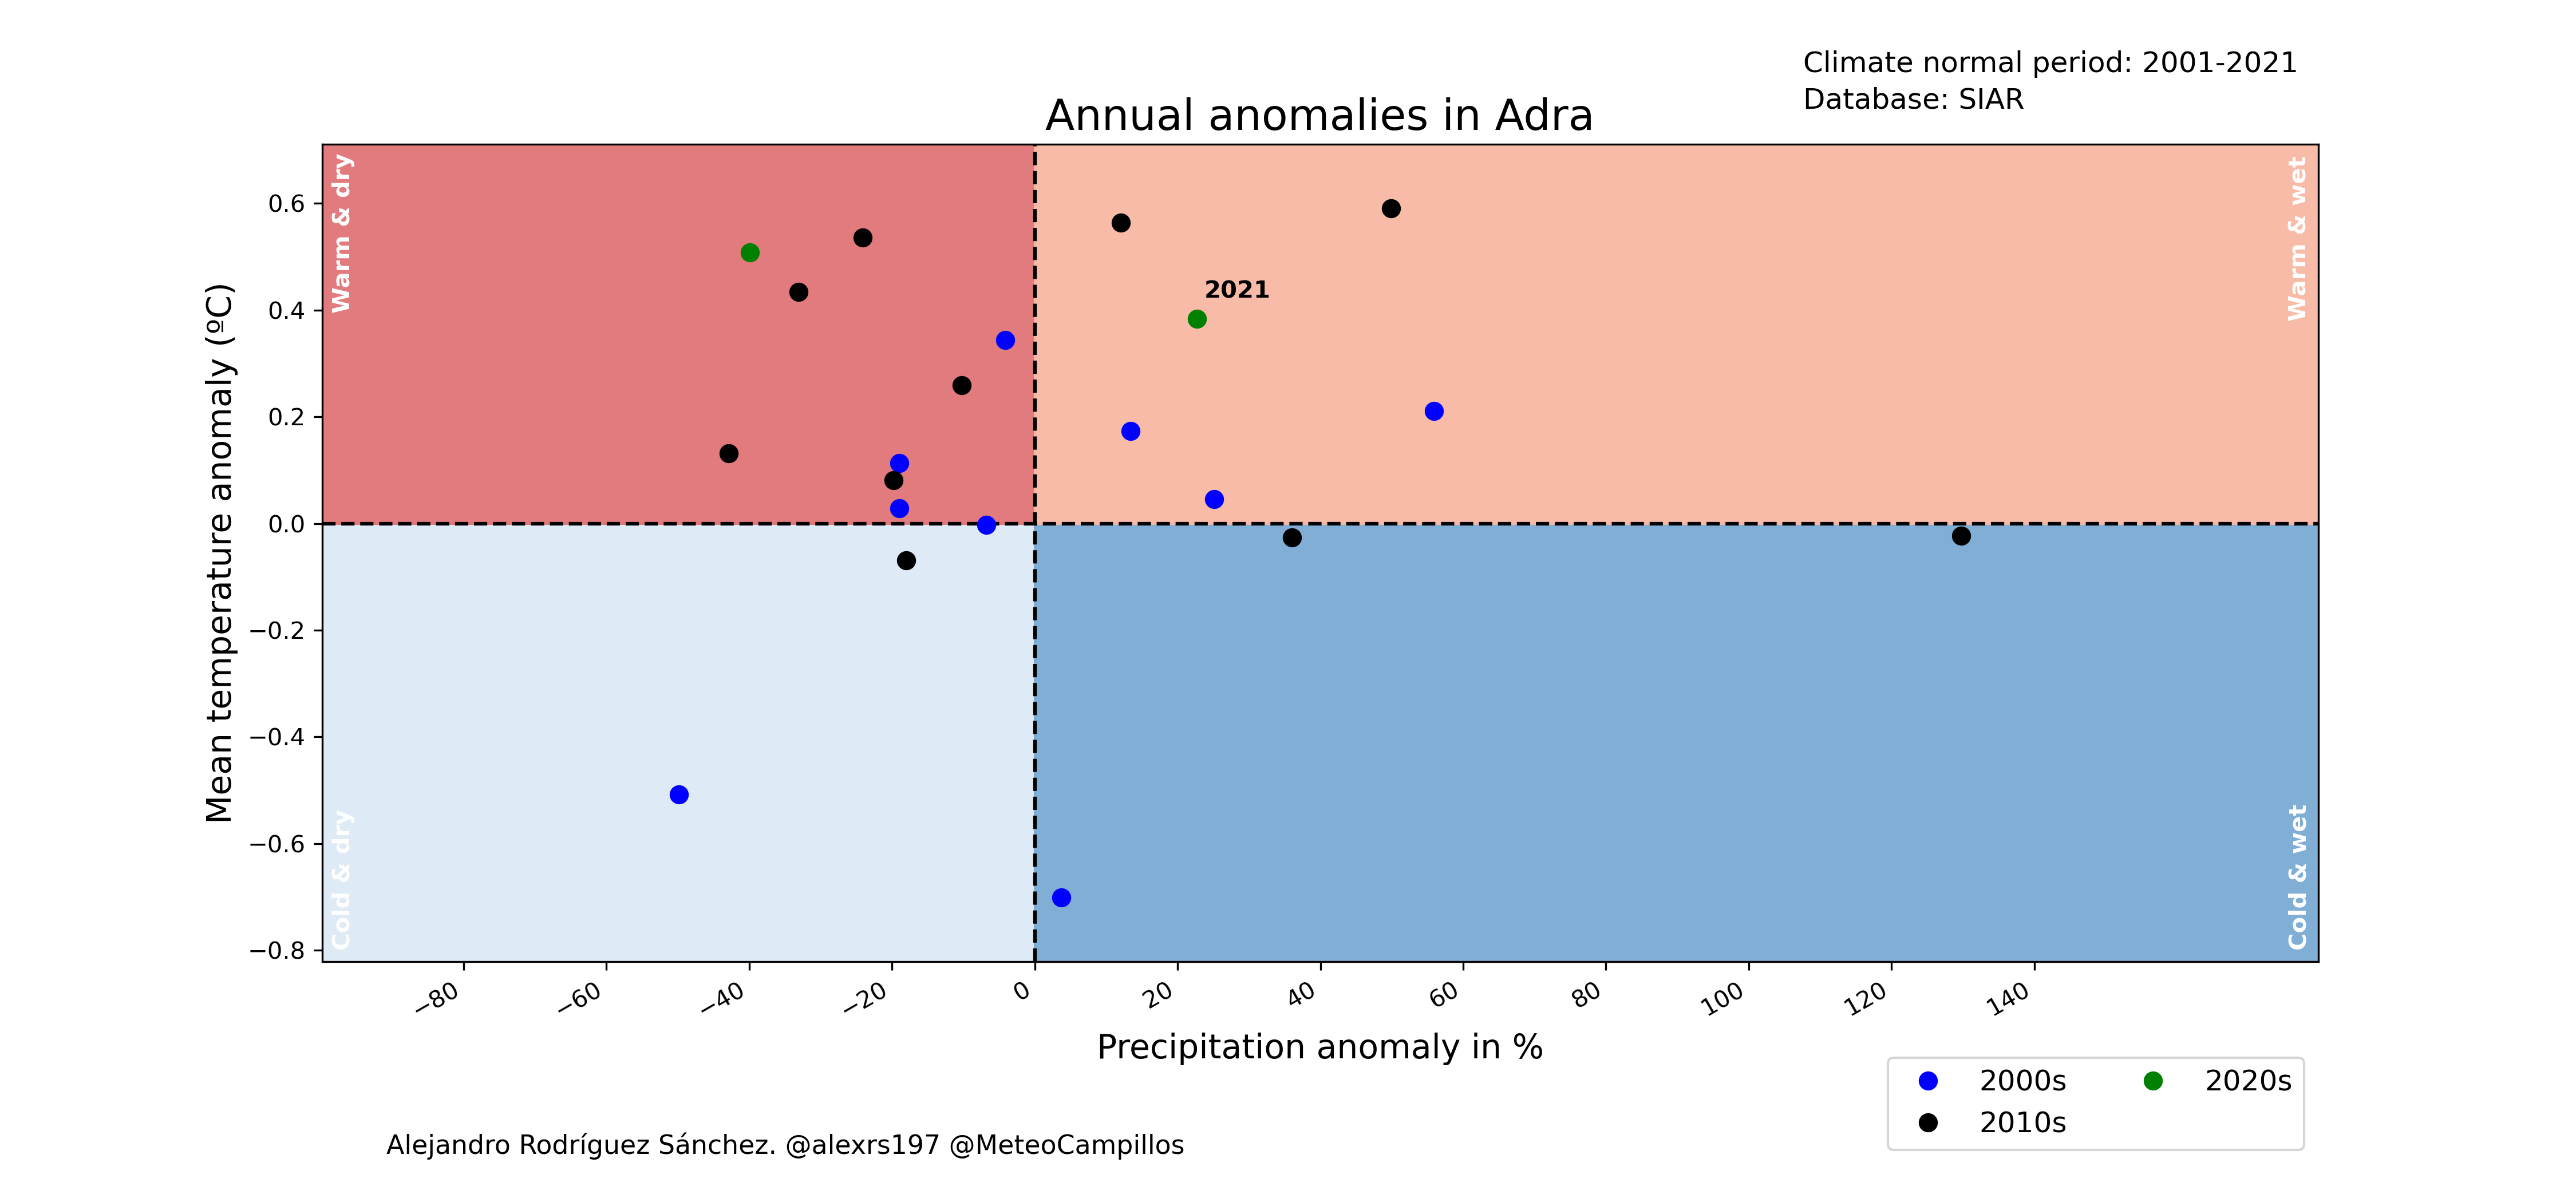 Climate normal period: 2001-2021
Database: SIAR
Annual anomalies in Adra
Warm & dry
Warm & wet
2021
Cold & dry
Cold & wet
Mean temperature anomaly (ºC)
0.6
0.4
0.2
0.0
−0.2
−0.4
−0.6
−0.8
−80 −60 −40 −20 0 20 40 60 80 100 120 140
Precipitation anomaly in %
2000s 2020s
2010s
Alejandro Rodríguez Sánchez. @alexrs197 @MeteoCampillos